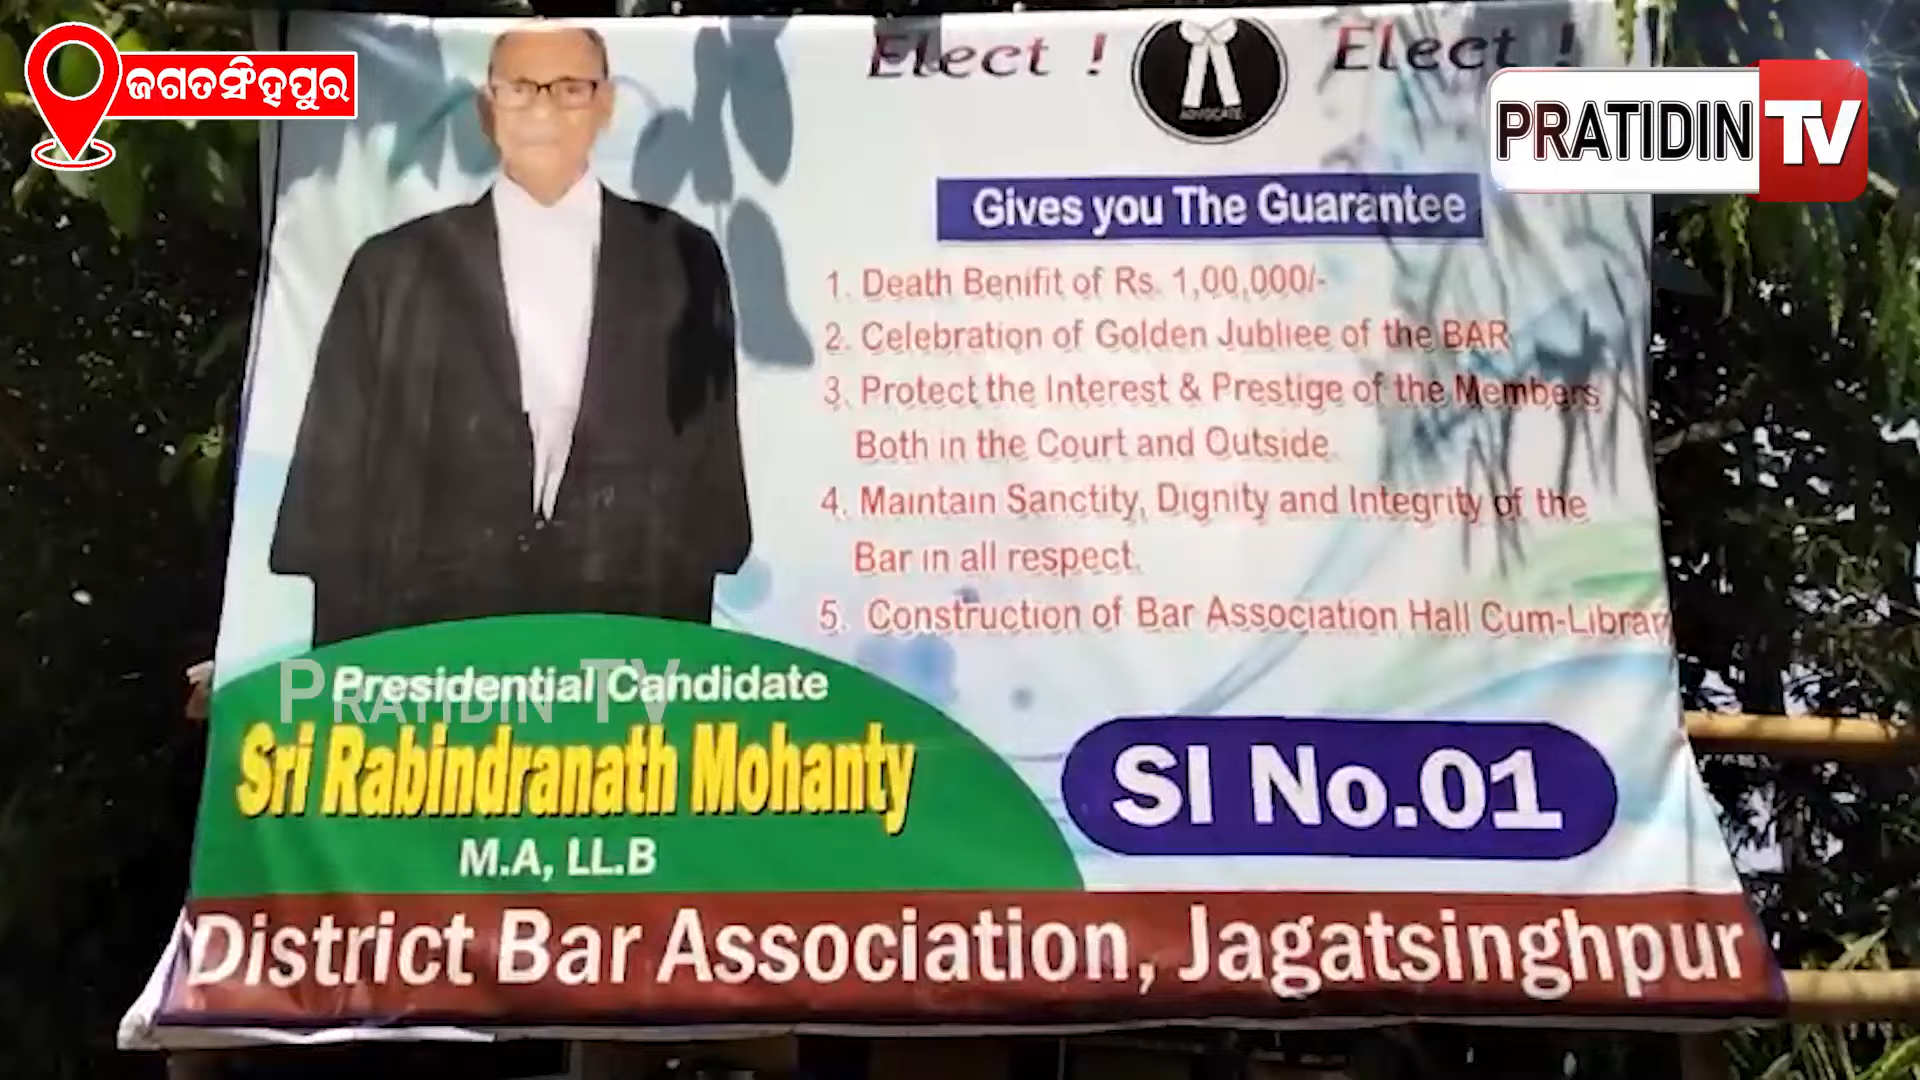 ଜଗତସିଂହପୁର
Elect !
ADVOCATE
Elect !
PRATIDIN TV
Gives you The Guarantee
1. Death Benifit of Rs. 1,00,000/-
2. Celebration of Golden Jubliee of the BAR
3. Protect the Interest & Prestige of the Members
Both in the Court and Outside.
4. Maintain Sanctity, Dignity and Integrity of the
Bar in all respect.
5. Construction of Bar Association Hall Cum-Library
PRATIDIN TV
Presidential Candidate
Sri Rabindranath Mohanty
M.A, LL.B
SI No.01
District Bar Association, Jagatsinghpur